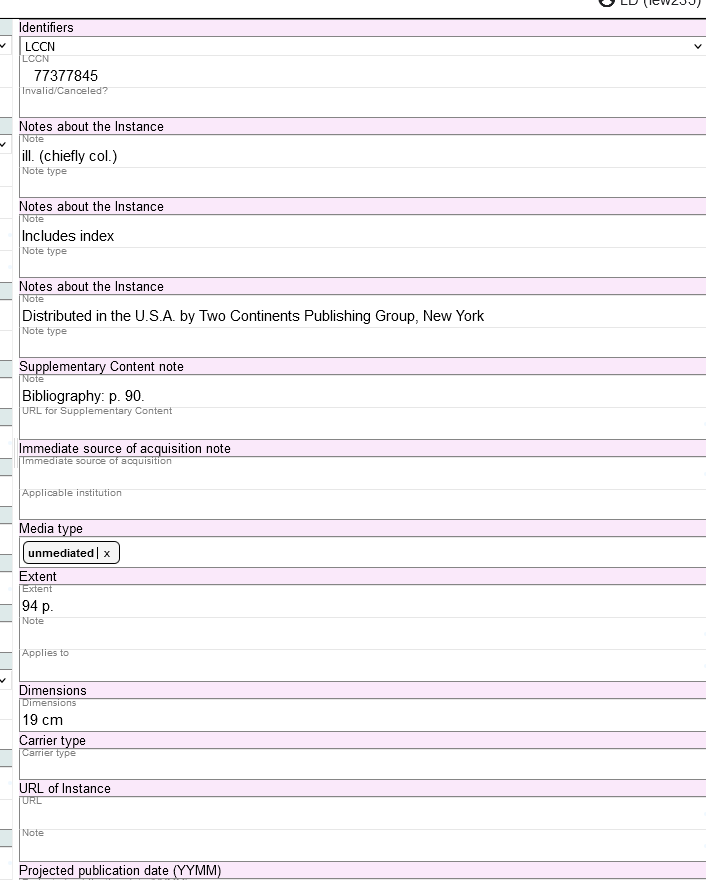 LD (lew235)
Identifiers
LCCN
LCCN
77377845
Invalid/Canceled?
Notes about the Instance
Note
ill. (chiefly col.)
Note type
Notes about the Instance
Note
Includes index
Note type
Notes about the Instance
Note
Distributed in the U.S.A. by Two Continents Publishing Group, New York
Note type
Supplementary Content note
Note
Bibliography: p. 90.
URL for Supplementary Content
Immediate source of acquisition note
Immediate source of acquisition
Applicable institution
Media type
unmediated x
Extent
Extent
94 p.
Note
Applies to
Dimensions
Dimensions
19 cm
Carrier type
Carrier type
URL of Instance
URL
Note
Projected publication date (YYMM)